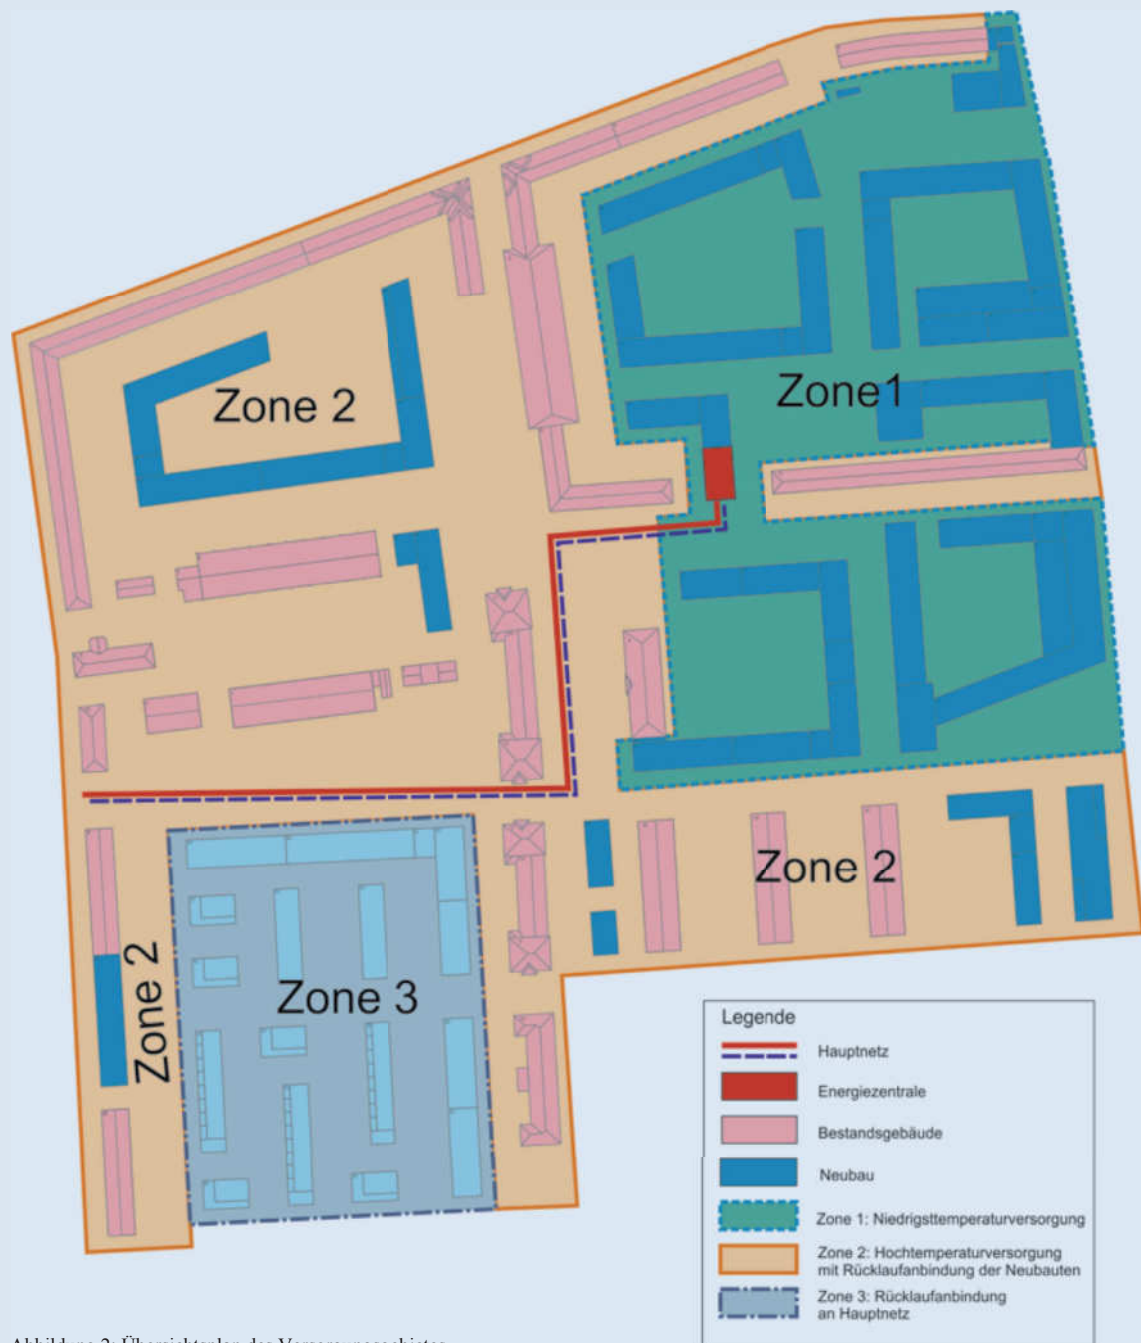 Zone 2
Zone1
Zone 2
Zone 2
Zone 3
Legende
Hauptnetz
Energiezentrale
Bestandsgebäude
Neubau
Zone 1: Niedrigsttemperaturversorgung
Zone 2: Hochtemperaturversorgung
mit Rücklaufanbindung der Neubauten
Zone 3: Rücklaufanbindung
an Hauptnetz